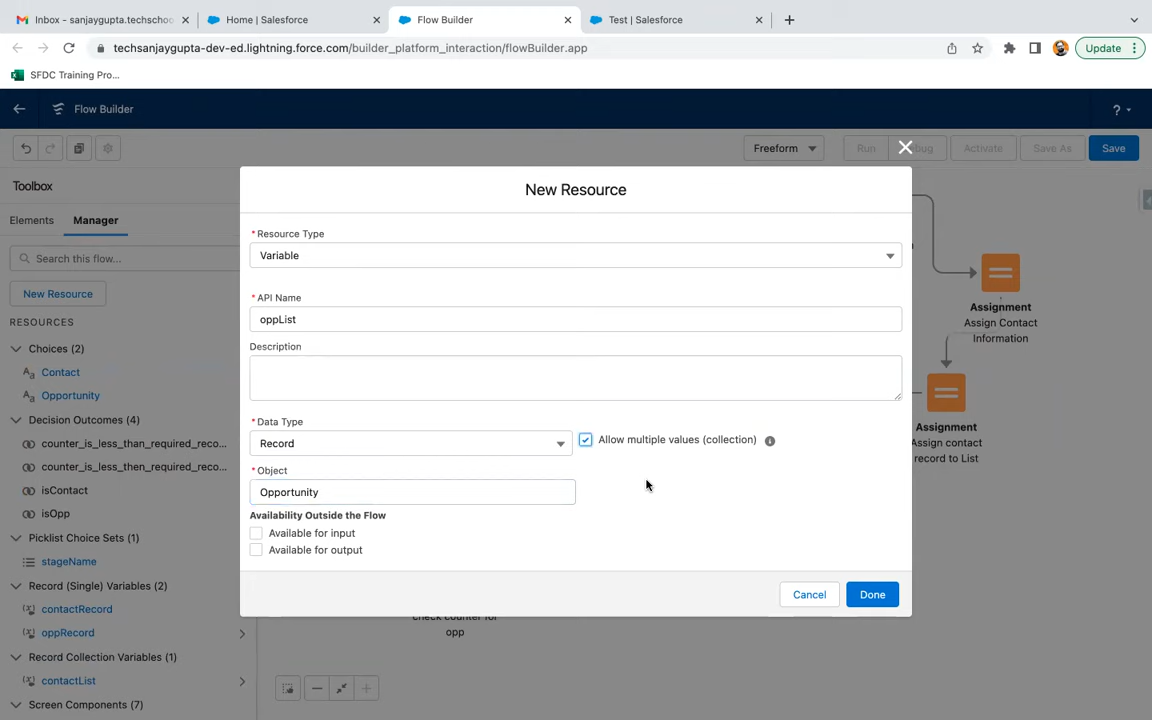 Inbox - sanjaygupta.techschoo
Home | Salesforce
Flow Builder
Test | Salesforce
techsanjaygupta-dev-ed.lightning.force.com/builder_platform_interaction/flowBuilder.app
Update
SFDC Training Pro...
Flow Builder
?
Freeform
Run
Debug
Activate
Save As
Save
Toolbox
Elements
Manager
Search this flow...
New Resource
RESOURCES
Choices (2)
Contact
Opportunity
Decision Outcomes (4)
counter_is_less_than_required_reco...
counter_is_less_then_required_reco...
isContact
isOpp
Picklist Choice Sets (1)
stageName
Record (Single) Variables (2)
contactRecord
oppRecord
Record Collection Variables (1)
contactList
Screen Components (7)
New Resource
* Resource Type
Variable
* API Name
oppList
Description
* Data Type
Record
Allow multiple values (collection)
* Object
Opportunity
Availability Outside the Flow
Available for input
Available for output
Cancel
Done
Assignment
Assign Contact
Information
Assignment
Assign contact
record to List
check counter for
opp